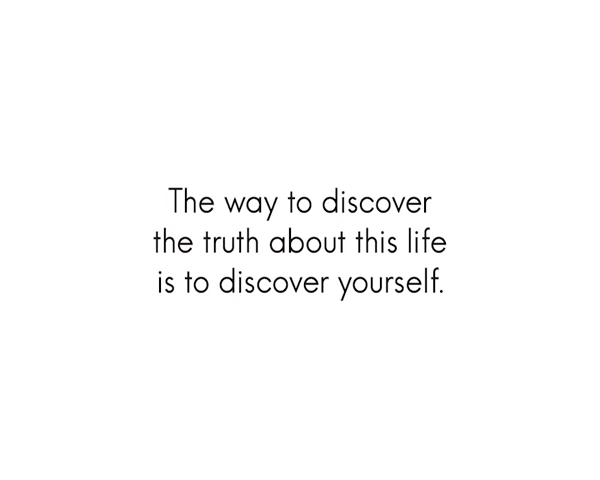 The way to discover
the truth about this life
is to discover yourself.